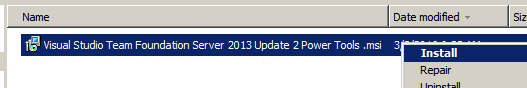 Name Date modified Siz
Visual Studio Team Foundation Server 2013 Update 2 Power Tools .msi
Install
Repair
Uninstall